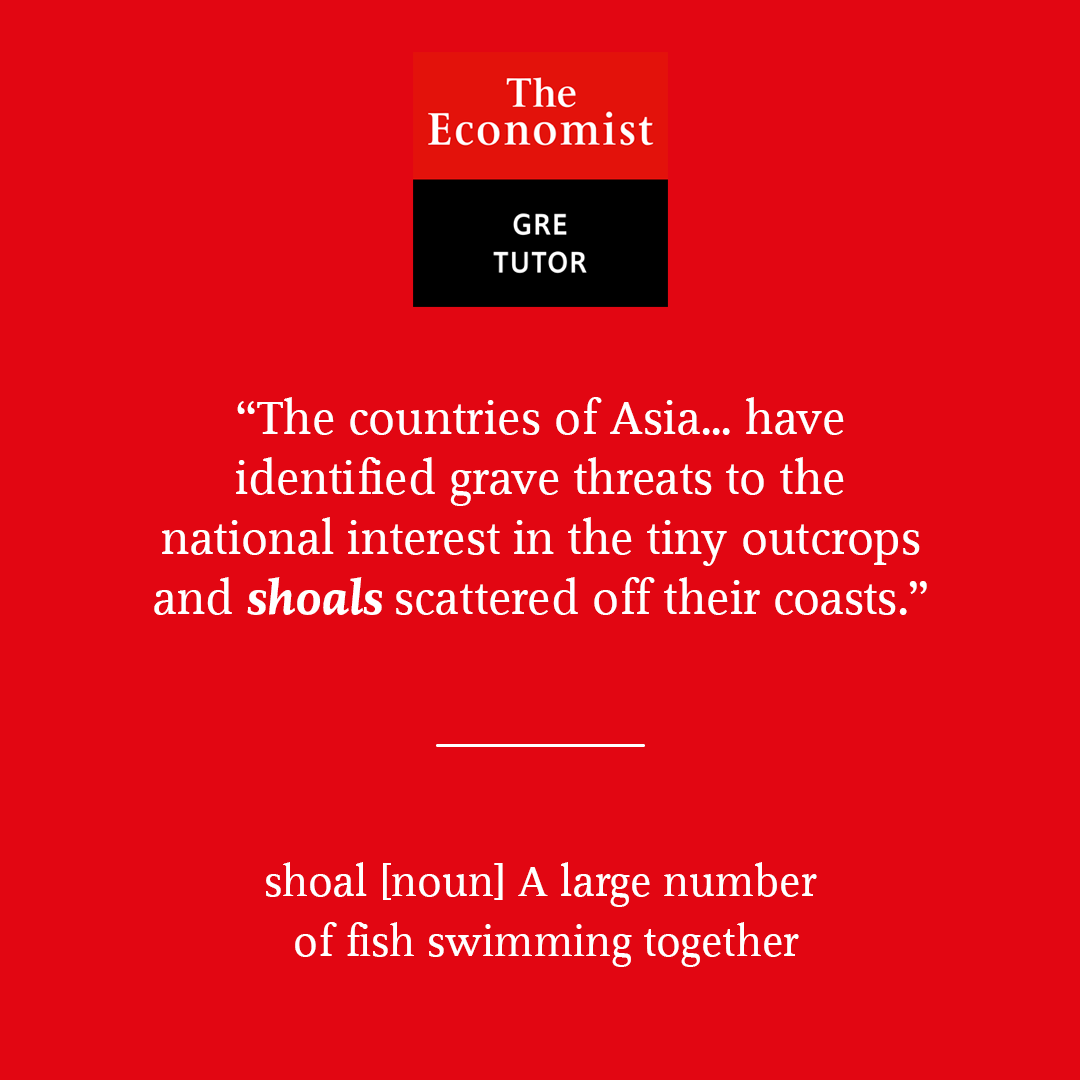 The
Economist
GRE
TUTOR
“The countries of Asia... have
identified grave threats to the
national interest in the tiny outcrops
and shoals scattered off their coasts.”
shoal [noun] A large number
of fish swimming together